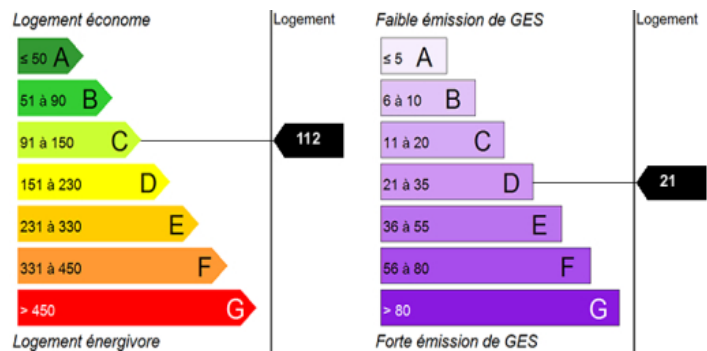 Logement économe
Logement
≤ 50 A
51 à 90 B
91 à 150 C
112
151 à 230 D
231 à 330 E
331 à 450 F
> 450 G
Logement énergivore
Faible émission de GES
Logement
≤ 5 A
6 à 10 B
11 à 20 C
21 à 35 D
21
36 à 55 E
56 à 80 F
> 80 G
Forte émission de GES